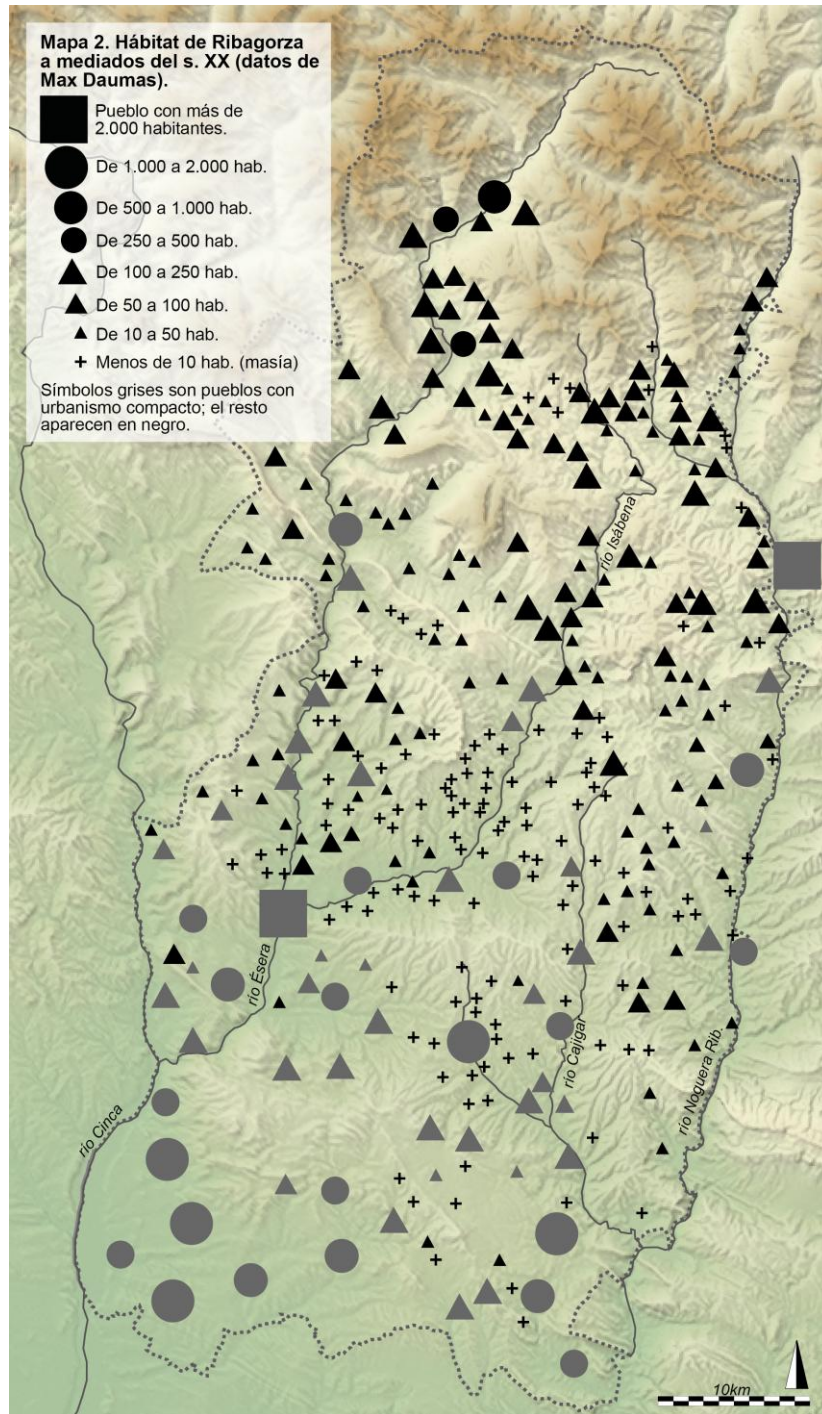 Mapa 2. Hábitat de Ribagorza
a mediados del s. XX (datos de
Max Daumas).
Pueblo con más de
2.000 habitantes.
De 1.000 a 2.000 hab.
De 500 a 1.000 hab.
De 250 a 500 hab.
De 100 a 250 hab.
De 50 a 100 hab.
De 10 a 50 hab.
Menos de 10 hab. (masía)
Símbolos grises son pueblos con
urbanismo compacto; el resto
aparecen en negro.
río Isábena
río Ésera
río Cajigar
río Noguera Rib.
río Cinca
10km